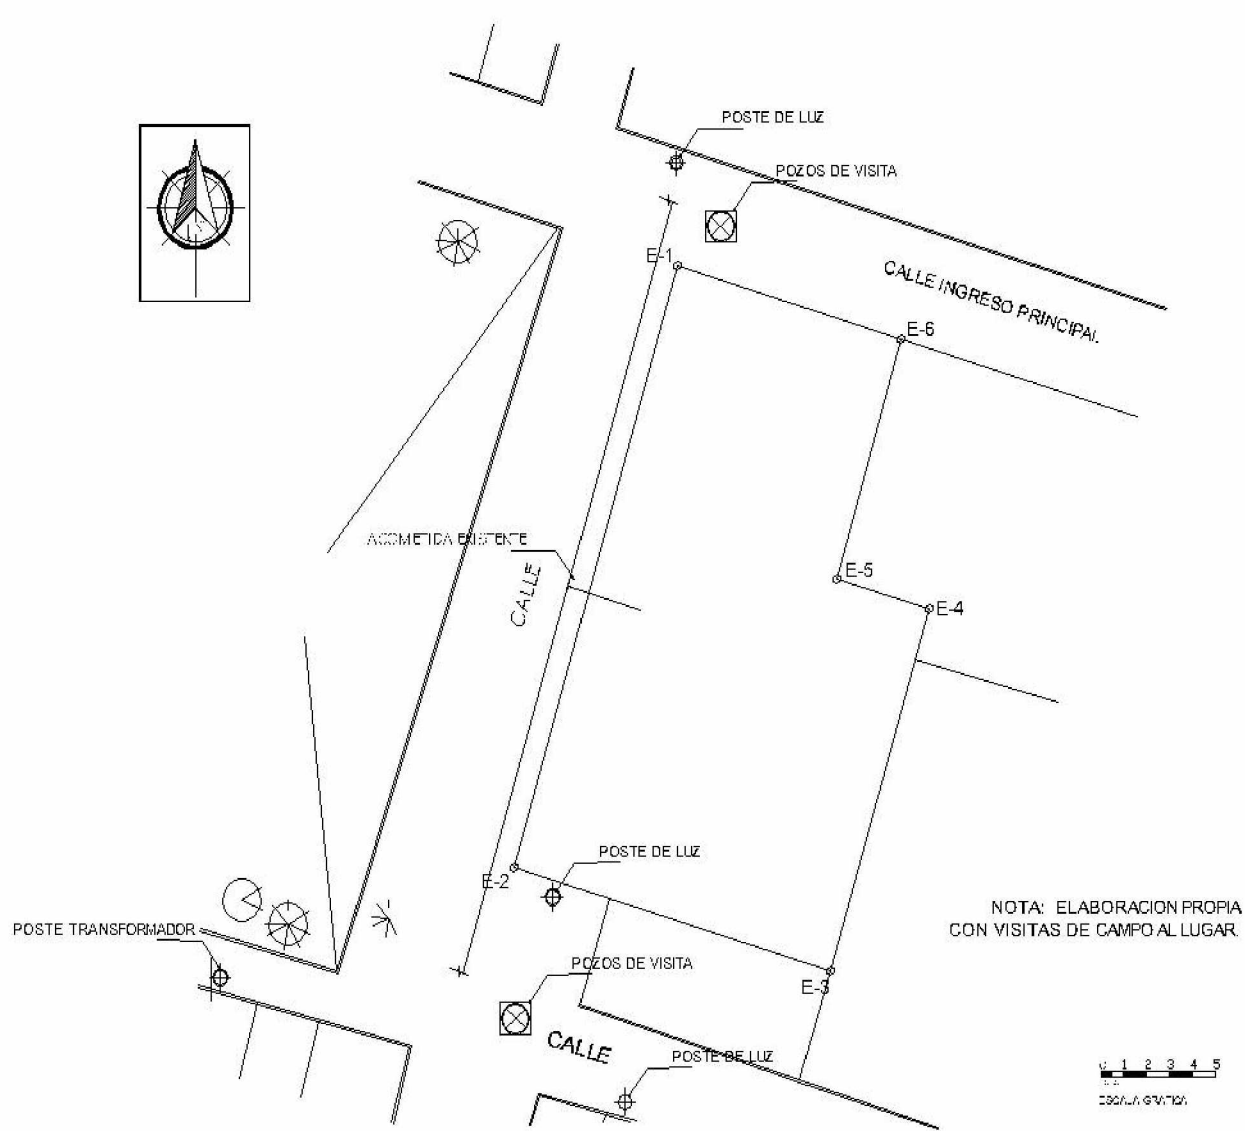 POSTE DE LUZ
POZOS DE VISITA
E-1
CALLE INGRESO PRINCIPAL
E-6
ACOMETIDA EXISTENTE
CALLE
E-5
E-4
POSTE DE LUZ
E-2
NOTA: ELABORACION PROPIA
CON VISITAS DE CAMPO AL LUGAR.
POSTE TRANSFORMADOR
POZOS DE VISITA
E-3
CALLE
POSTE DE LUZ
0 1 2 3 4 5
ESCALA GRAFICA